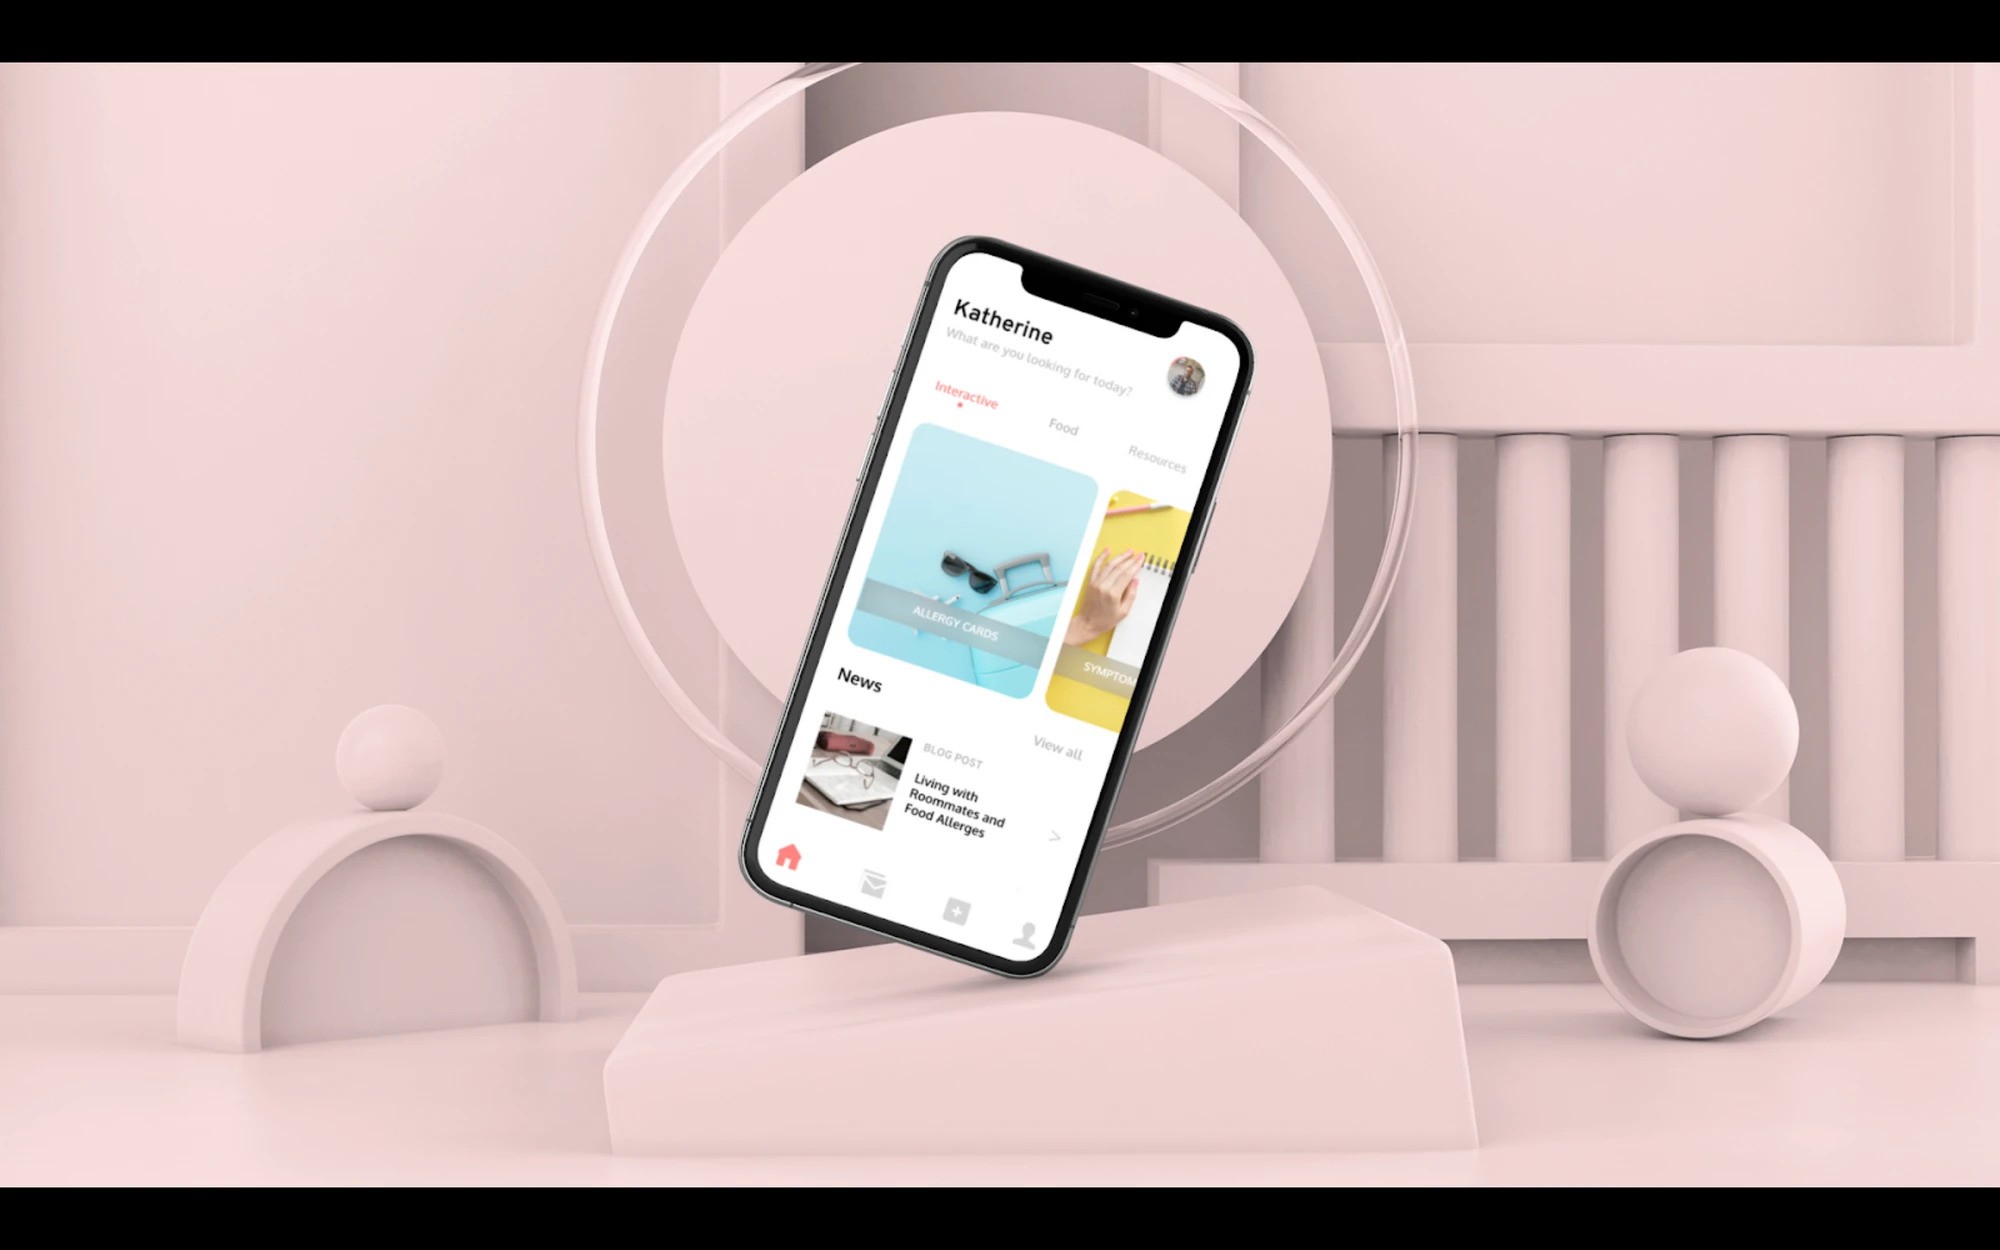 Katherine
What are you looking for today?
Interactive
Food
Resources
ALLERGY CARDS
SYMPTOM
News
View all
BLOG POST
Living with
Roommates and
Food Allerges